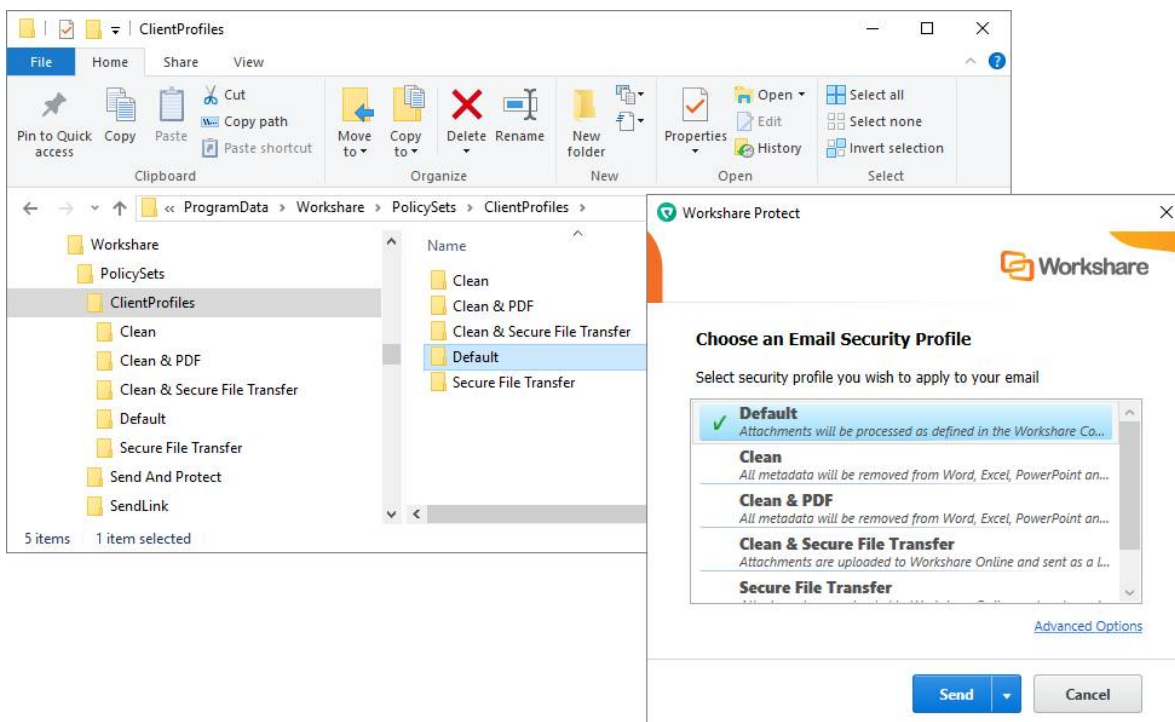 ClientProfiles
File Home Share View
Pin to Quick access
Copy
Paste
Cut
Copy path
Paste shortcut
Move to
Copy to
Delete
Rename
New folder
Properties
Open
Edit
History
Select all
Select none
Invert selection
Clipboard Organize New Open Select
« ProgramData > Workshare > PolicySets > ClientProfiles >
Workshare
PolicySets
ClientProfiles
Clean
Clean & PDF
Clean & Secure File Transfer
Default
Secure File Transfer
Send And Protect
SendLink
Name
Clean
Clean & PDF
Clean & Secure File Transfer
Default
Secure File Transfer
5 items 1 item selected
Workshare Protect
Workshare
Choose an Email Security Profile
Select security profile you wish to apply to your email
Default
Attachments will be processed as defined in the Workshare Co...
Clean
All metadata will be removed from Word, Excel, PowerPoint an...
Clean & PDF
All metadata will be removed from Word, Excel, PowerPoint an...
Clean & Secure File Transfer
Attachments are uploaded to Workshare Online and sent as a l...
Secure File Transfer
Advanced Options
Send Cancel